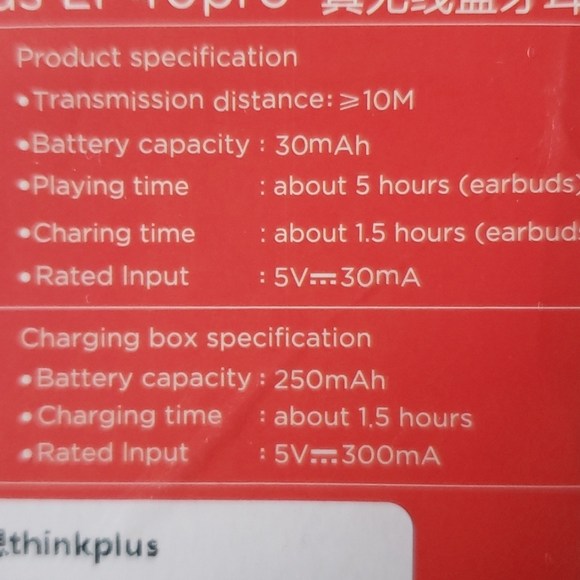 Product specification
•Transmission distance: ⩾10M
•Battery capacity : 30mAh
•Playing time : about 5 hours (earbuds)
•Charing time : about 1.5 hours (earbuds
•Rated Input : 5V⎓30mA
Charging box specification
•Battery capacity : 250mAh
•Charging time : about 1.5 hours
•Rated Input : 5V⎓300mA
thinkplus